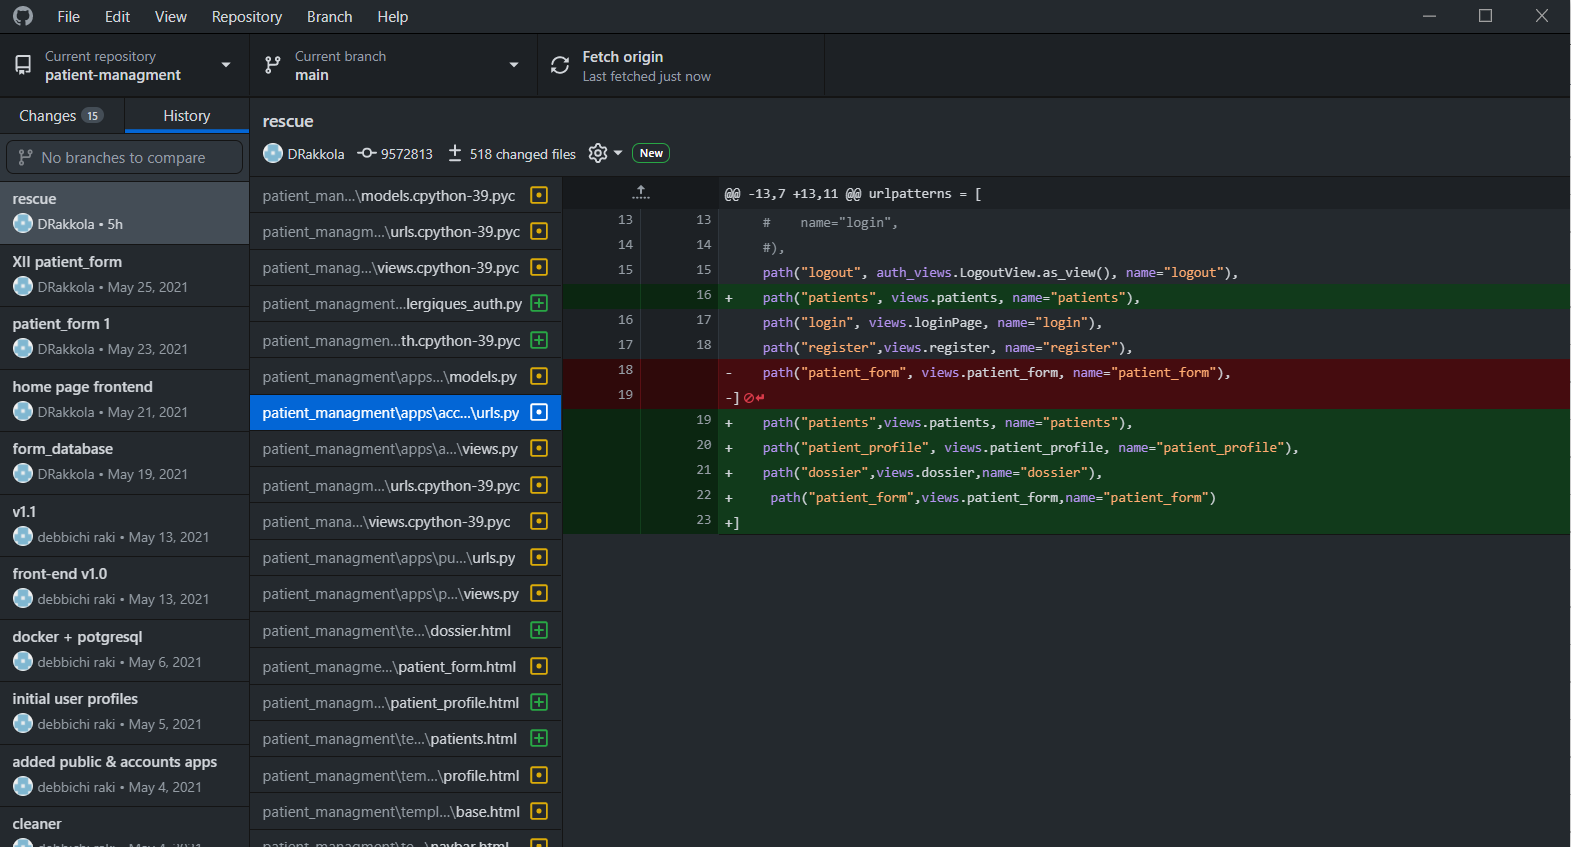 File Edit View Repository Branch Help
Current repository
patient-managment
Current branch
main
Fetch origin
Last fetched just now
Changes 15
History
No branches to compare
rescue
DRakkola • 5h
XII patient_form
DRakkola • May 25, 2021
patient_form 1
DRakkola • May 23, 2021
home page frontend
DRakkola • May 21, 2021
form_database
DRakkola • May 19, 2021
v1.1
debbichi raki • May 13, 2021
front-end v1.0
debbichi raki • May 13, 2021
docker + potgresql
debbichi raki • May 6, 2021
initial user profiles
debbichi raki • May 5, 2021
added public & accounts apps
debbichi raki • May 4, 2021
cleaner
rescue
DRakkola 9572813 518 changed files New
patient_man...\models.cpython-39.pyc
patient_managm...\urls.cpython-39.pyc
patient_manag...\views.cpython-39.pyc
patient_managment...lergiques_auth.py
patient_managmen...th.cpython-39.pyc
patient_managment\apps...\models.py
patient_managment\apps\acc...\urls.py
patient_managment\apps\a...\views.py
patient_managm...\urls.cpython-39.pyc
patient_mana...\views.cpython-39.pyc
patient_managment\apps\pu...\urls.py
patient_managment\apps\p...\views.py
patient_managment\te...\dossier.html
patient_managme...\patient_form.html
patient_managm...\patient_profile.html
patient_managment\te...\patients.html
patient_managment\tem...\profile.html
patient_managment\templ...\base.html
patient_managment\te...\navbar.html
@@ -13,7 +13,11 @@ urlpatterns = [
13 13 #    name="login",
14 14 #),
15 15 path("logout", auth_views.LogoutView.as_view(), name="logout"),
16 + path("patients", views.patients, name="patients"),
16 17 path("login", views.loginPage, name="login"),
17 18 path("register",views.register, name="register"),
18 - path("patient_form", views.patient_form, name="patient_form"),
19 -]
19 + path("patients",views.patients, name="patients"),
20 + path("patient_profile", views.patient_profile, name="patient_profile"),
21 + path("dossier",views.dossier,name="dossier"),
22 + path("patient_form",views.patient_form,name="patient_form")
23 +]